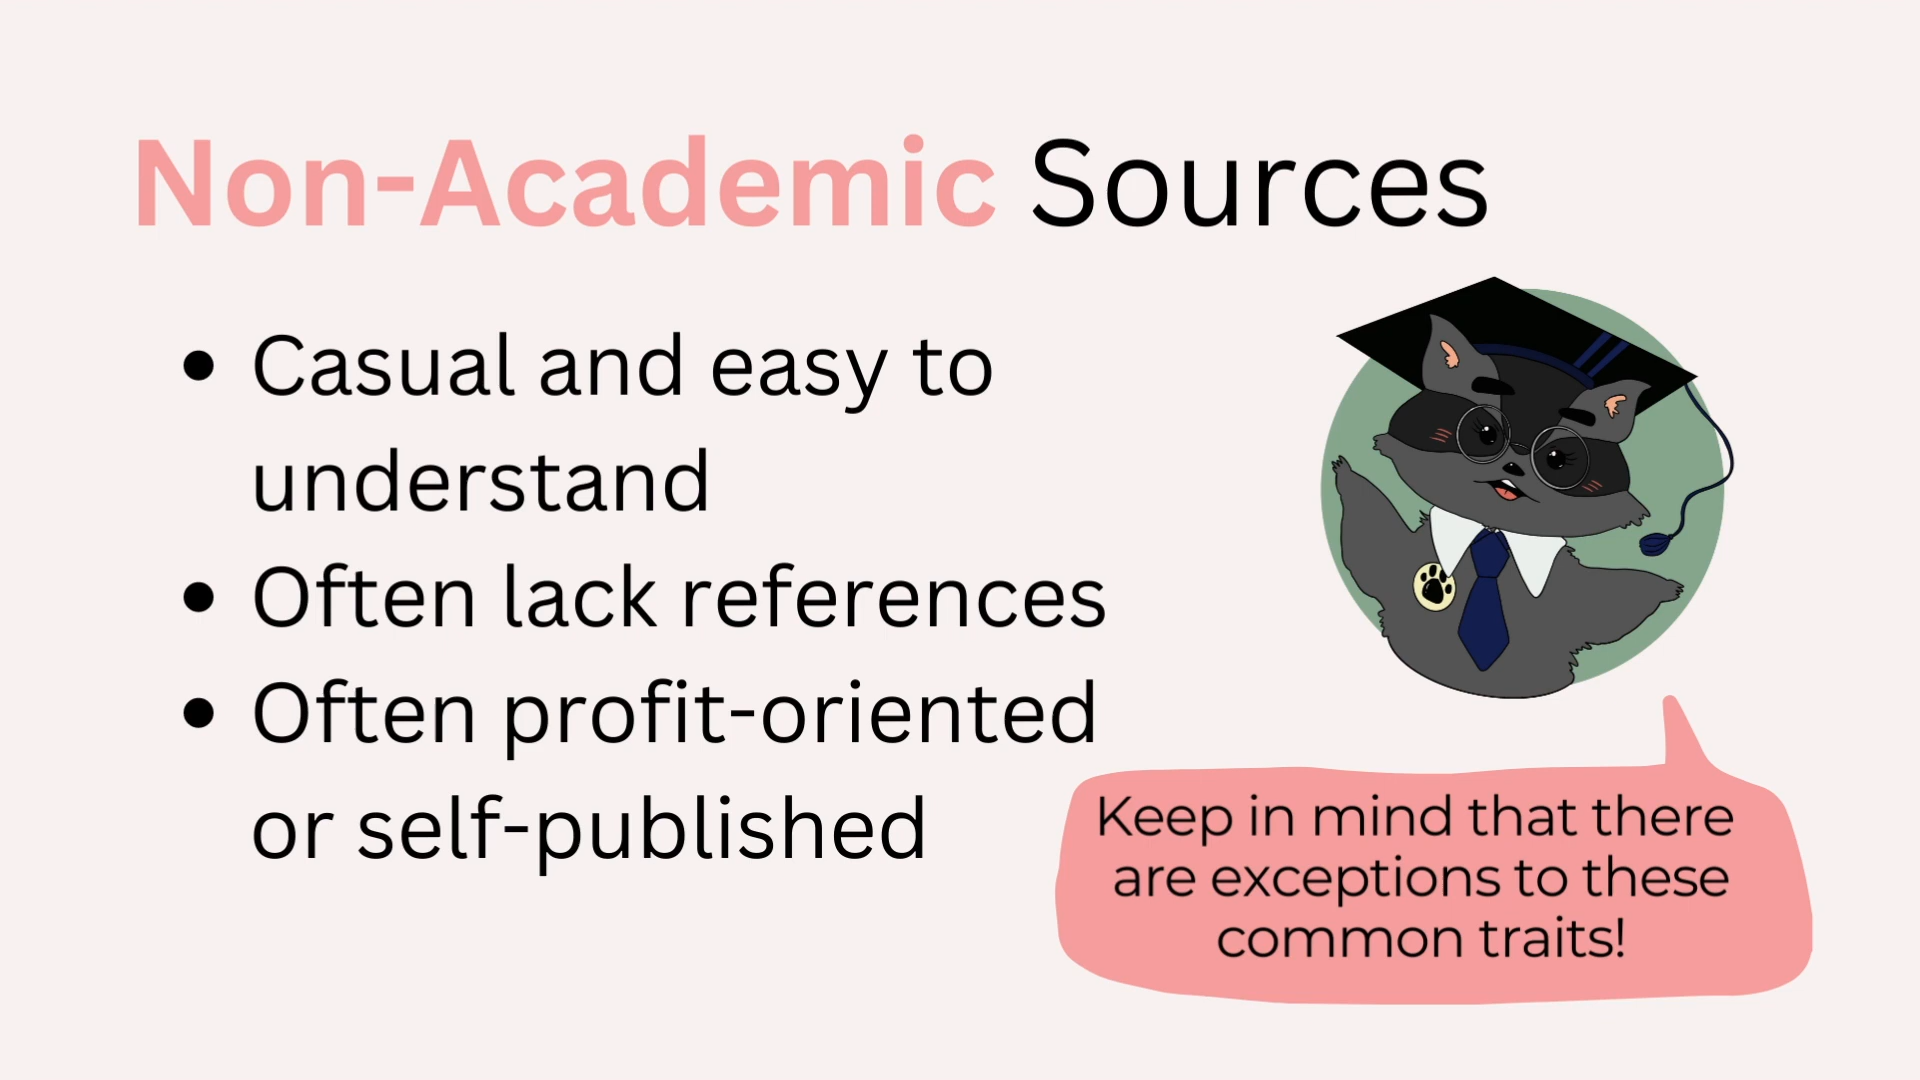 Non-Academic Sources
• Casual and easy to
understand
• Often lack references
• Often profit-oriented
or self-published
Keep in mind that there
are exceptions to these
common traits!